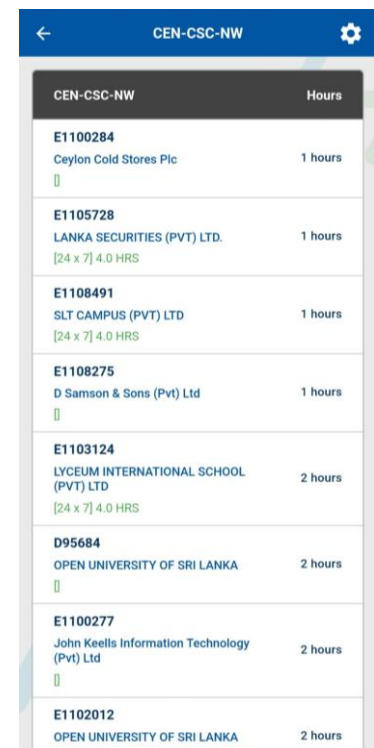 CEN-CSC-NW
CEN-CSC-NW Hours
E1100284
Ceylon Cold Stores Plc 1 hours
[]
E1105728
LANKA SECURITIES (PVT) LTD. 1 hours
[24 x 7] 4.0 HRS
E1108491
SLT CAMPUS (PVT) LTD 1 hours
[24 x 7] 4.0 HRS
E1108275
D Samson & Sons (Pvt) Ltd 1 hours
[]
E1103124
LYCEUM INTERNATIONAL SCHOOL
(PVT) LTD 2 hours
[24 x 7] 4.0 HRS
D95684
OPEN UNIVERSITY OF SRI LANKA 2 hours
[]
E1100277
John Keells Information Technology
(Pvt) Ltd 2 hours
[]
E1102012
OPEN UNIVERSITY OF SRI LANKA 2 hours